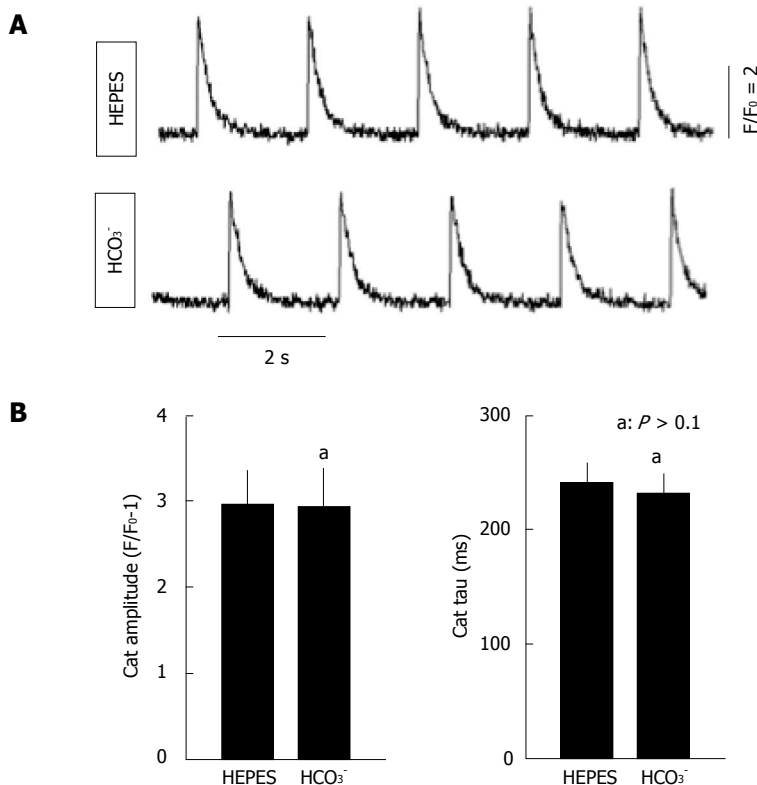 A
HEPES
F/F₀ = 2
HCO₃⁻
2 s
B
Cat amplitude (F/F₀-1)
4
3
2
1
0
a
HEPES
HCO₃⁻
Cat tau (ms)
300
200
100
0
a: P > 0.1
a
HEPES
HCO₃⁻